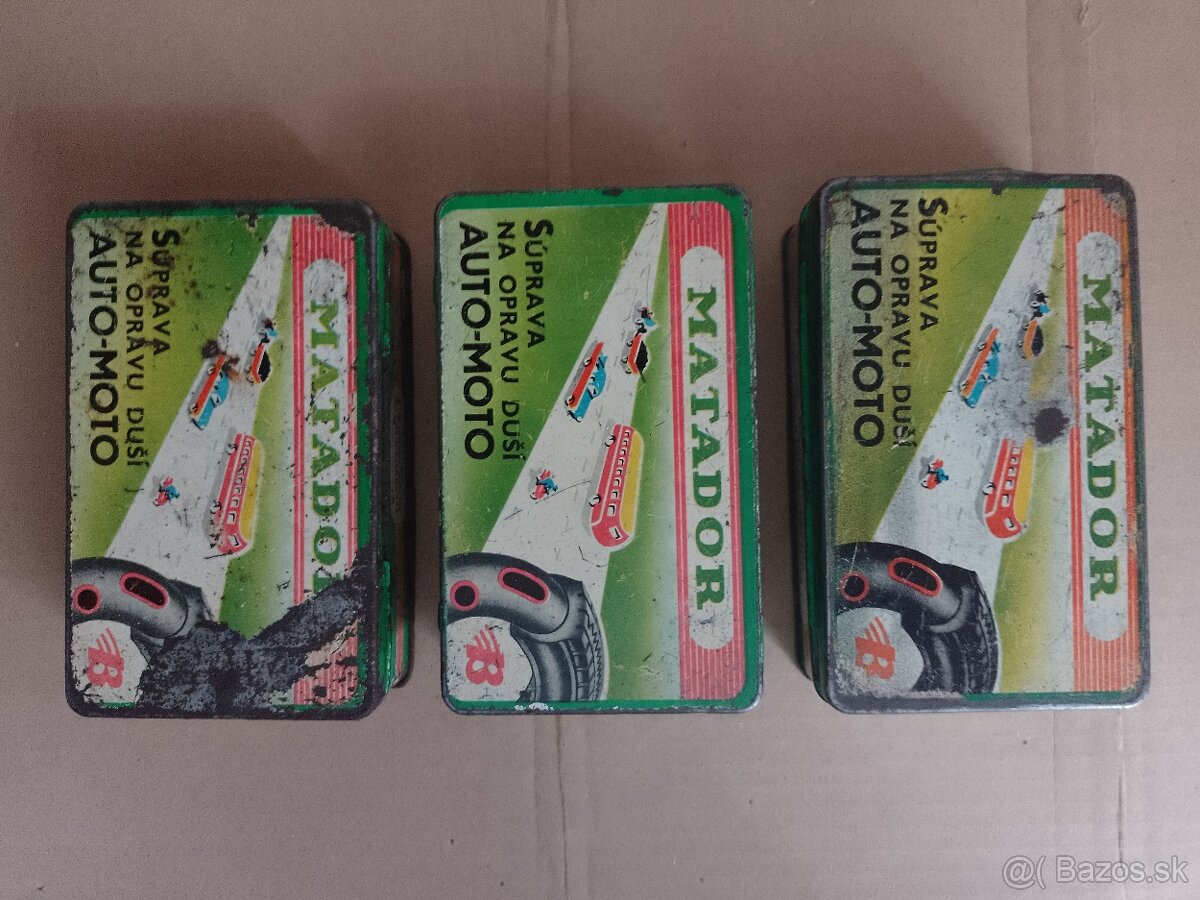 SÚPRAVA
NA OPRAVU DUŠÍ
AUTO-MOTO
MATADOR
B
SÚPRAVA
NA OPRAVU DUŠÍ
AUTO-MOTO
MATADOR
B
SÚPRAVA
NA OPRAVU DUŠÍ
AUTO-MOTO
MATADOR
B
@( Bazos.sk